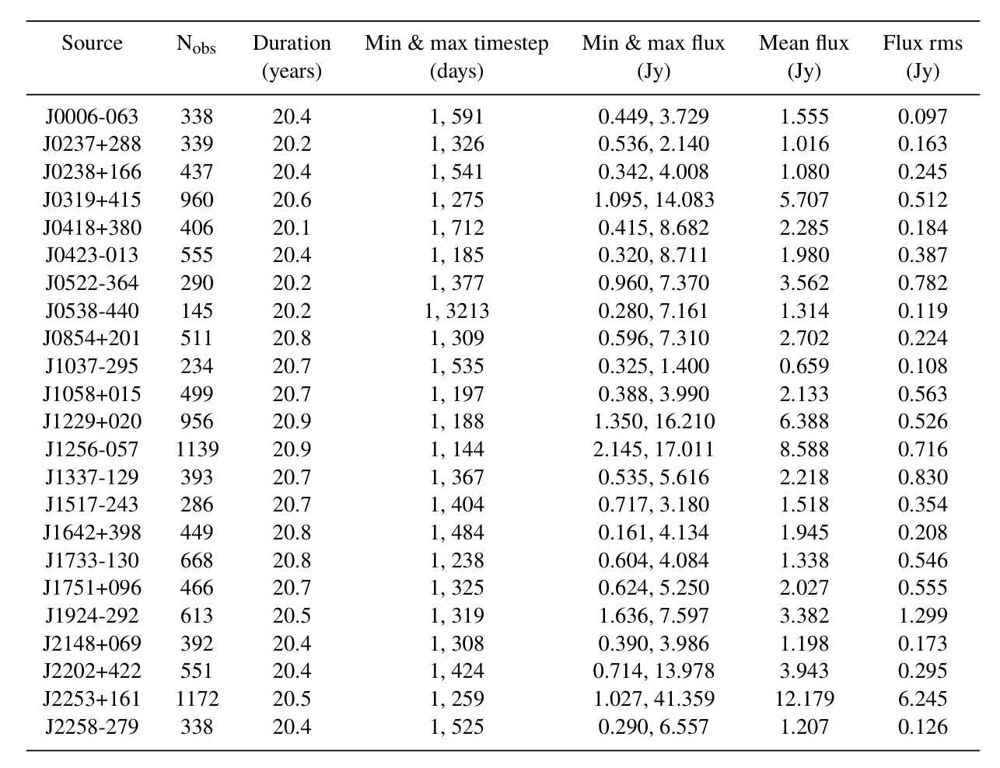 Source N_obs Duration Min & max timestep Min & max flux Mean flux Flux rms
(years) (days) (Jy) (Jy) (Jy)
J0006-063 338 20.4 1, 591 0.449, 3.729 1.555 0.097
J0237+288 339 20.2 1, 326 0.536, 2.140 1.016 0.163
J0238+166 437 20.4 1, 541 0.342, 4.008 1.080 0.245
J0319+415 960 20.6 1, 275 1.095, 14.083 5.707 0.512
J0418+380 406 20.1 1, 712 0.415, 8.682 2.285 0.184
J0423-013 555 20.4 1, 185 0.320, 8.711 1.980 0.387
J0522-364 290 20.2 1, 377 0.960, 7.370 3.562 0.782
J0538-440 145 20.2 1, 3213 0.280, 7.161 1.314 0.119
J0854+201 511 20.8 1, 309 0.596, 7.310 2.702 0.224
J1037-295 234 20.7 1, 535 0.325, 1.400 0.659 0.108
J1058+015 499 20.7 1, 197 0.388, 3.990 2.133 0.563
J1229+020 956 20.9 1, 188 1.350, 16.210 6.388 0.526
J1256-057 1139 20.9 1, 144 2.145, 17.011 8.588 0.716
J1337-129 393 20.7 1, 367 0.535, 5.616 2.218 0.830
J1517-243 286 20.7 1, 404 0.717, 3.180 1.518 0.354
J1642+398 449 20.8 1, 484 0.161, 4.134 1.945 0.208
J1733-130 668 20.8 1, 238 0.604, 4.084 1.338 0.546
J1751+096 466 20.7 1, 325 0.624, 5.250 2.027 0.555
J1924-292 613 20.5 1, 319 1.636, 7.597 3.382 1.299
J2148+069 392 20.4 1, 308 0.390, 3.986 1.198 0.173
J2202+422 551 20.4 1, 424 0.714, 13.978 3.943 0.295
J2253+161 1172 20.5 1, 259 1.027, 41.359 12.179 6.245
J2258-279 338 20.4 1, 525 0.290, 6.557 1.207 0.126